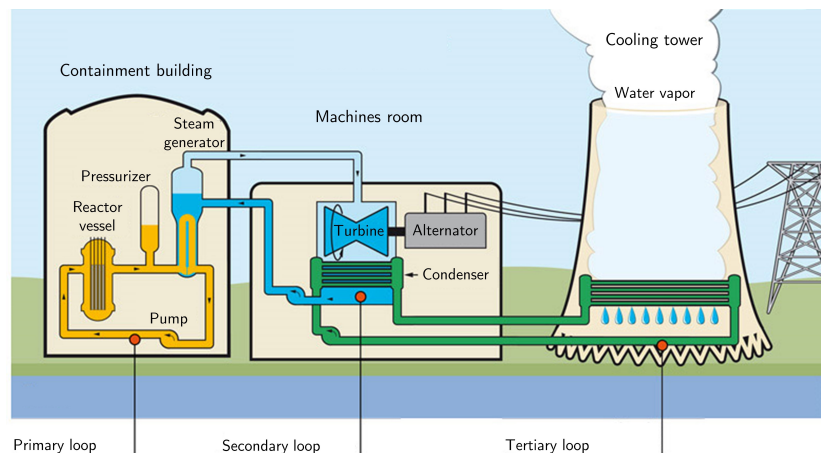 Cooling tower
Containment building
Water vapor
Machines room
Steam
generator
Pressurizer
Reactor
vessel
Turbine
Alternator
Condenser
Pump
Primary loop
Secondary loop
Tertiary loop